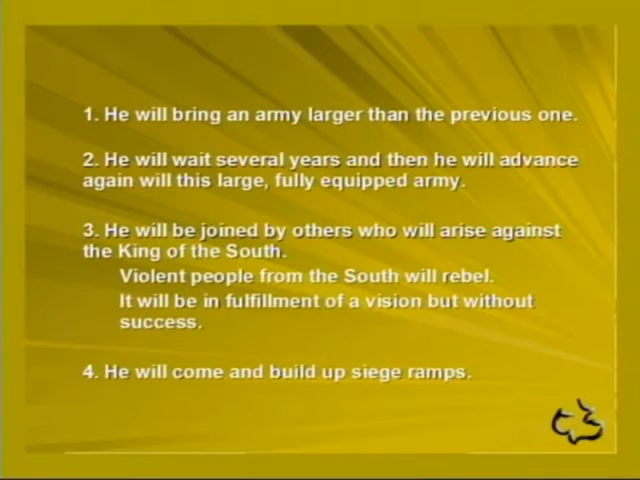 1. He will bring an army larger than the previous one.
2. He will wait several years and then he will advance
again will this large, fully equipped army.
3. He will be joined by others who will arise against
the King of the South.
Violent people from the South will rebel.
It will be in fulfillment of a vision but without
success.
4. He will come and build up siege ramps.